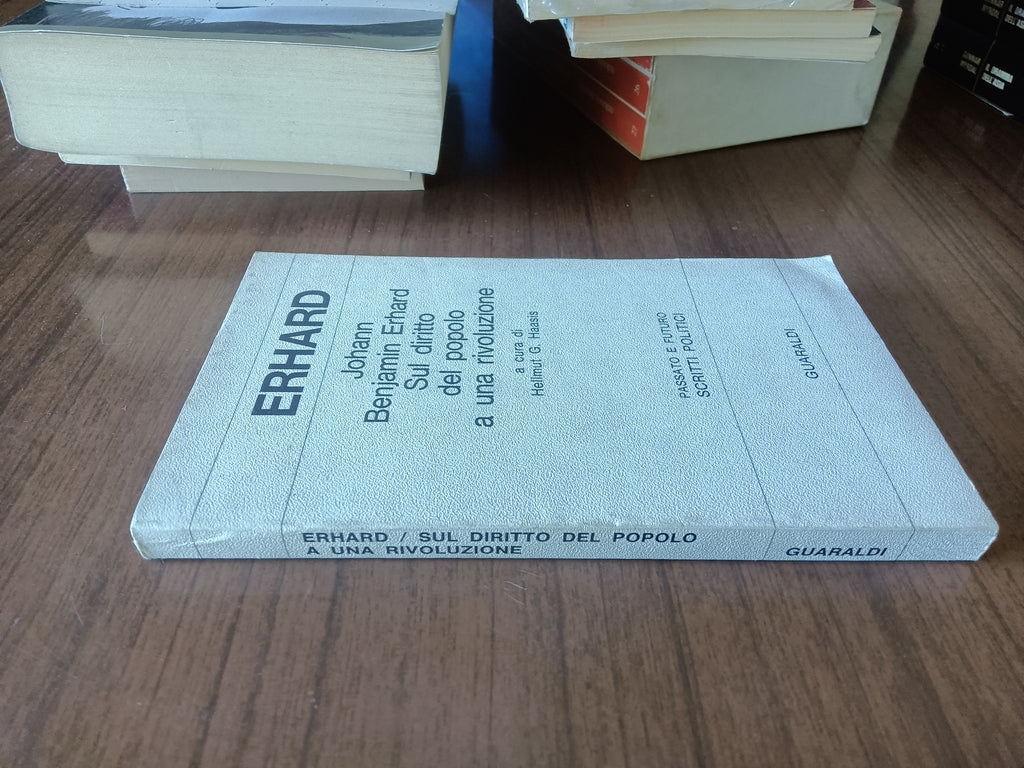 ERHARD
Johann
Benjamin Erhard
Sul diritto
del popolo
a una rivoluzione
a cura di
Hellmut G. Haasis
PASSATO E FUTURO
SCRITTI POLITICI
GUARALDI
ERHARD / SUL DIRITTO DEL POPOLO
A UNA RIVOLUZIONE
GUARALDI